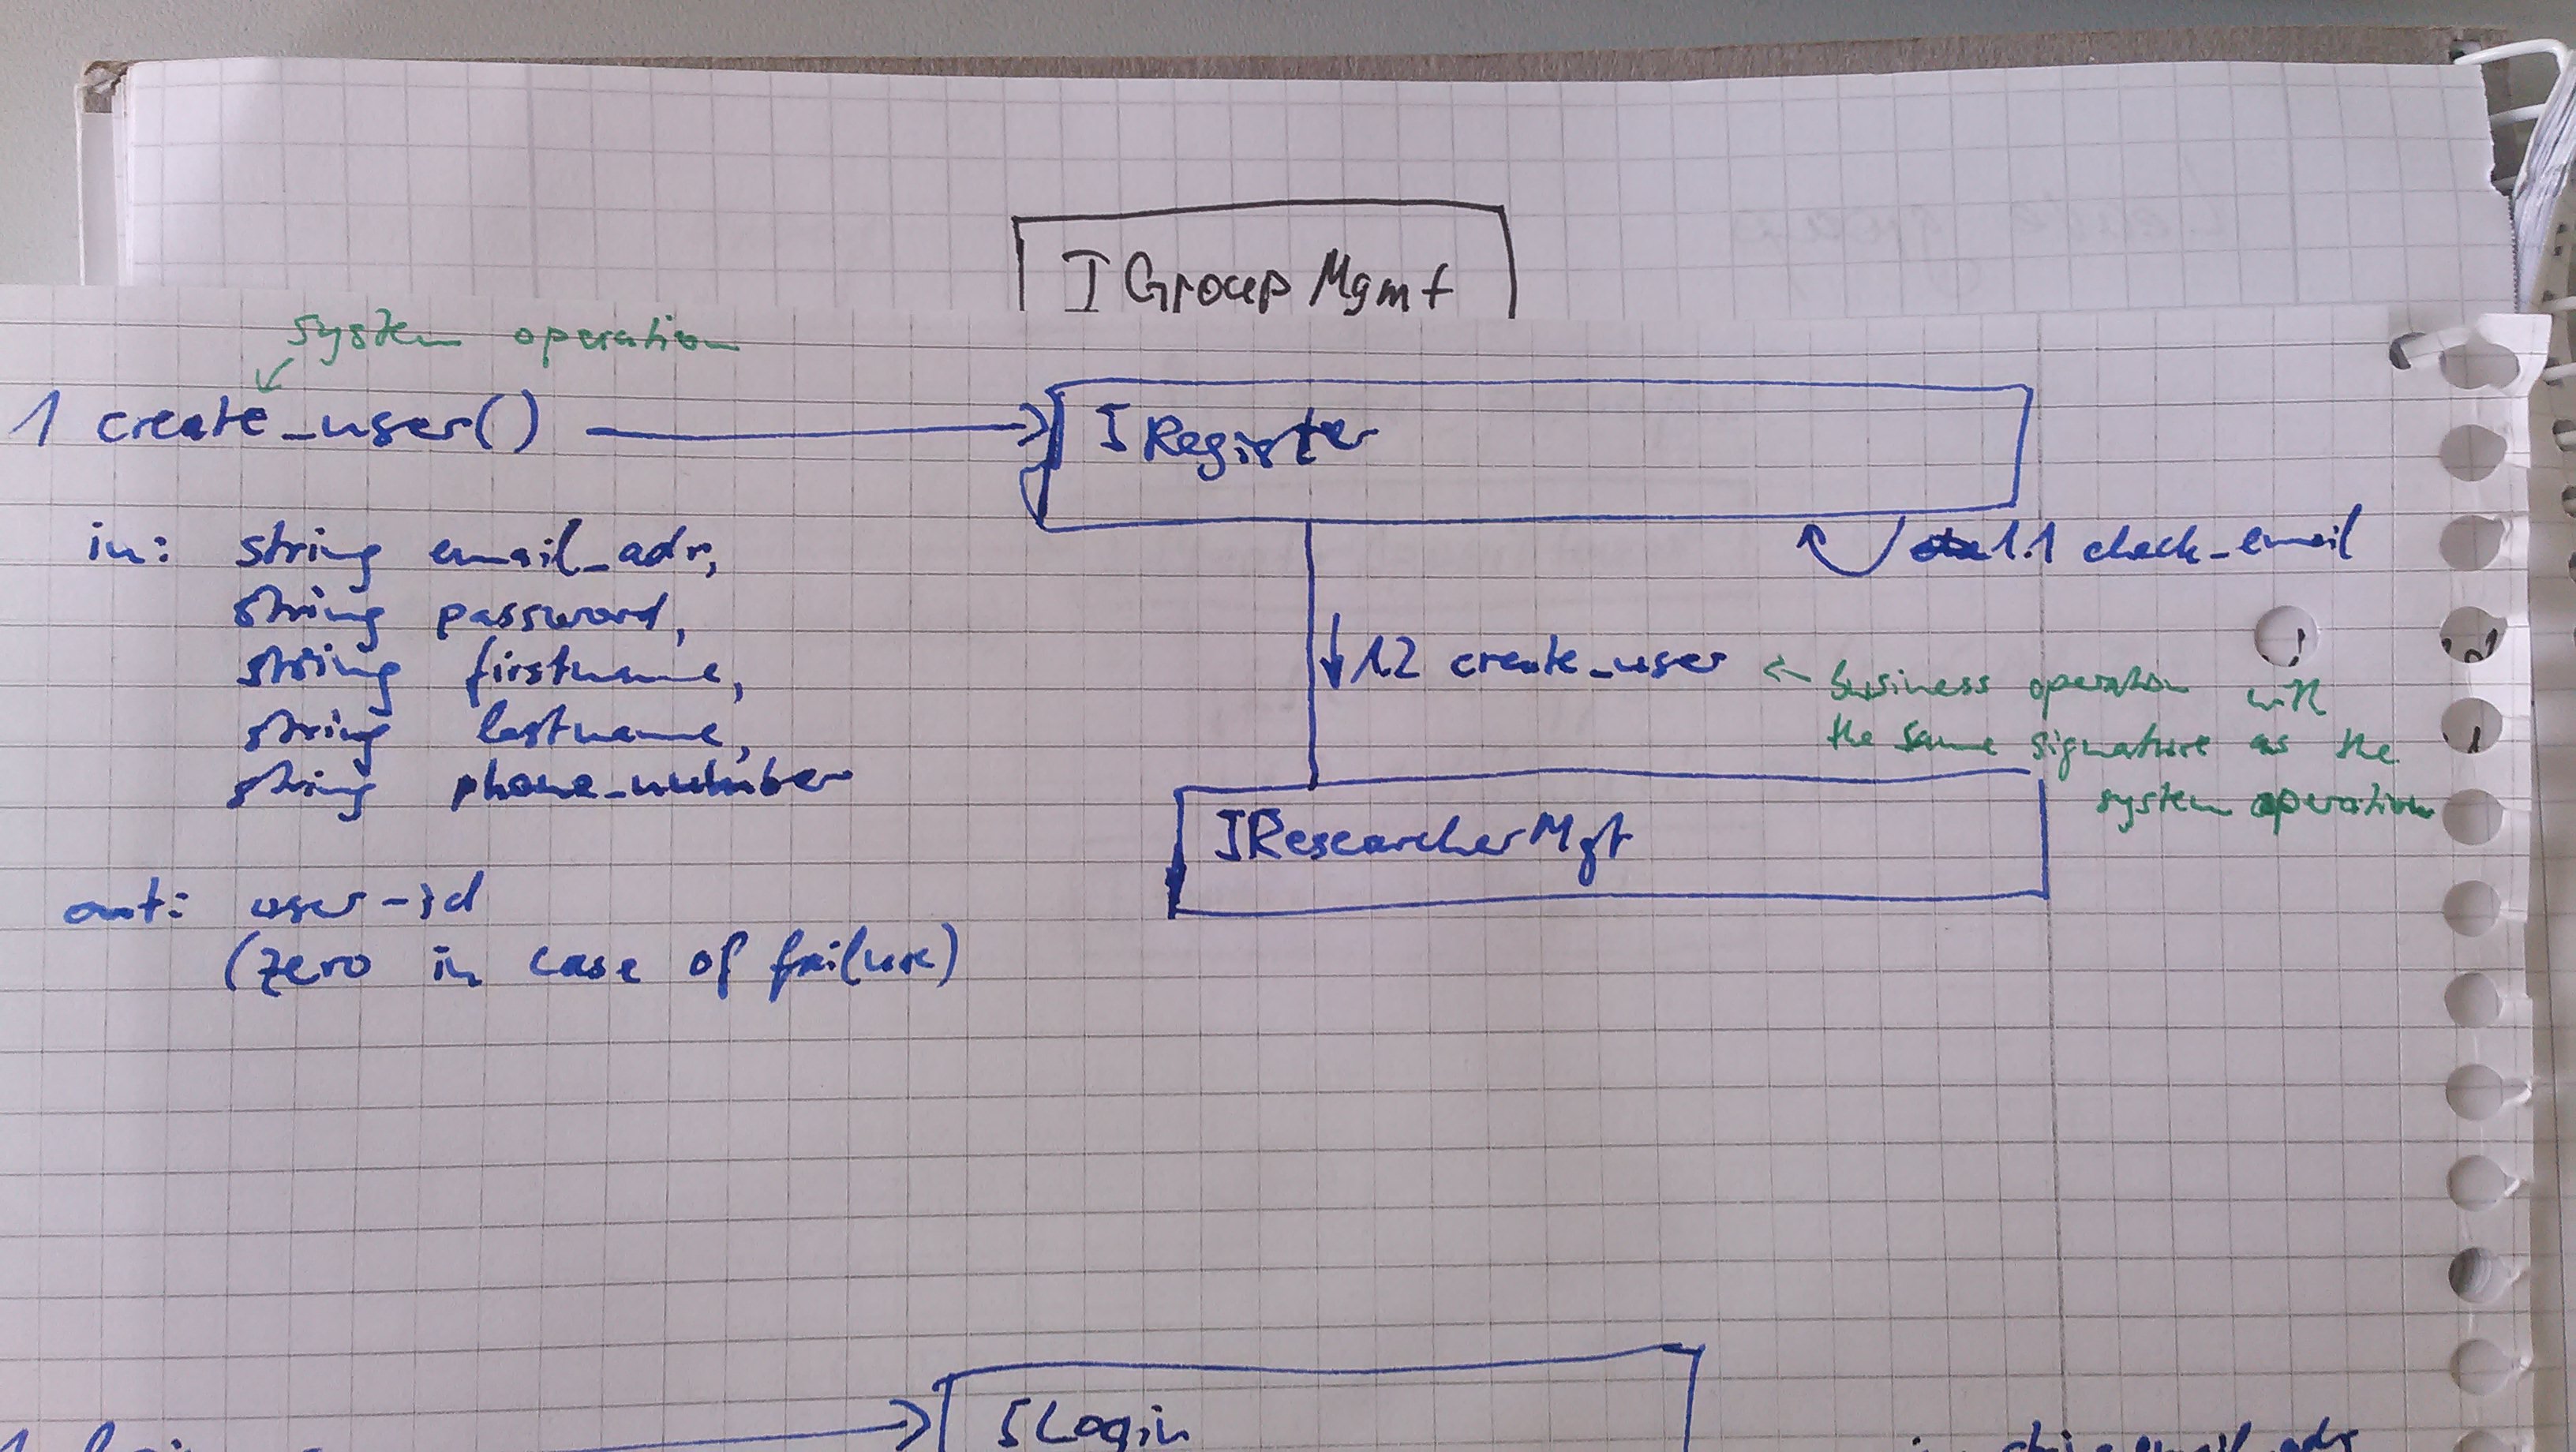 IGroupMgmt
System operation
1 create_user()
IRegister
in: string email_adr,
string password,
string firstname,
string lastname,
string phone_number
1.1 check_email
1.2 create_user
← business operation with
the same signature as the
system operation
IResearcherMgt
out: user-id
(zero in case of failure)
Login